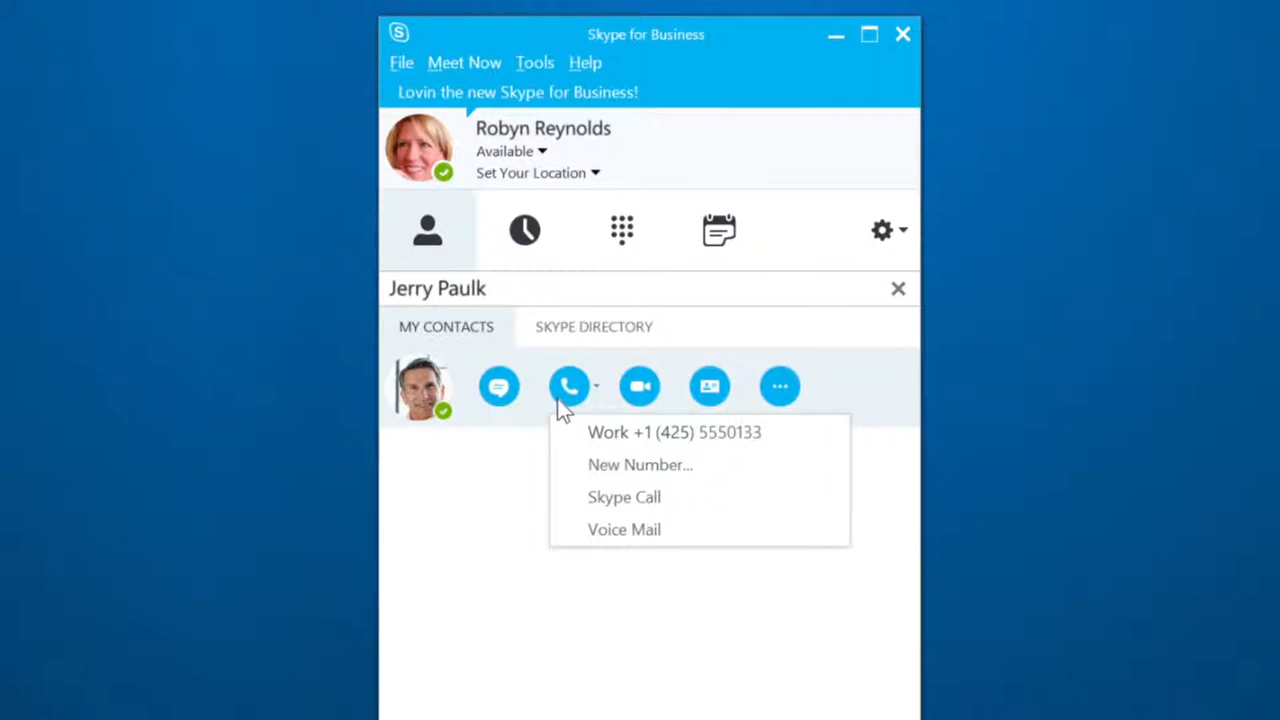 Skype for Business
File Meet Now Tools Help
Lovin the new Skype for Business!
Robyn Reynolds
Available
Set Your Location
Jerry Paulk
MY CONTACTS SKYPE DIRECTORY
Work +1 (425) 5550133
New Number...
Skype Call
Voice Mail